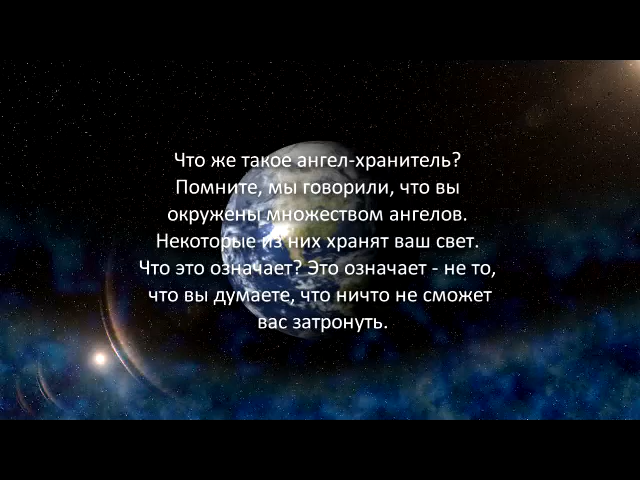 Что же такое ангел-хранитель?
Помните, мы говорили, что вы
окружены множеством ангелов.
Некоторые из них хранят ваш свет.
Что это означает? Это означает - не то,
что вы думаете, что ничто не сможет
вас затронуть.